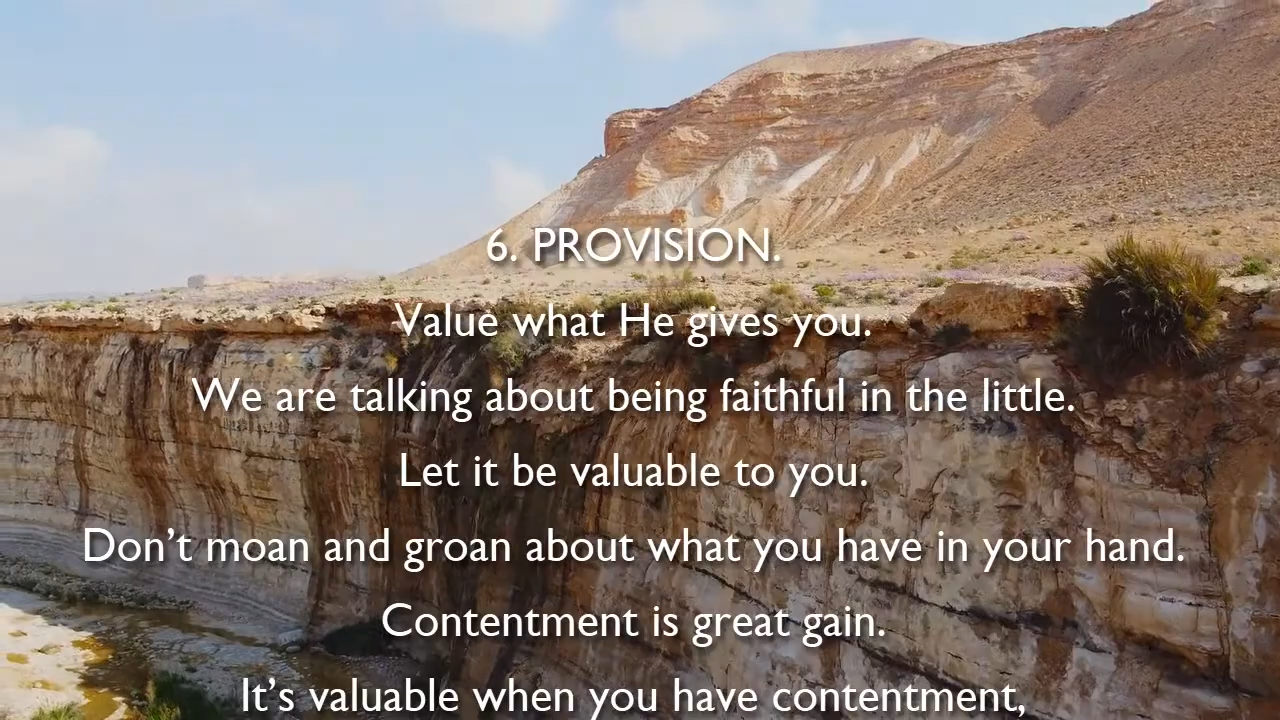 6. PROVISION.
Value what He gives you.
We are talking about being faithful in the little.
Let it be valuable to you.
Don’t moan and groan about what you have in your hand.
Contentment is great gain.
It’s valuable when you have contentment,